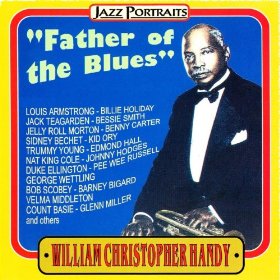 JAZZ PORTRAITS
"Father of
the Blues"
LOUIS ARMSTRONG - BILLIE HOLIDAY
JACK TEAGARDEN - BESSIE SMITH
JELLY ROLL MORTON - BENNY CARTER
SIDNEY BECHET - KID ORY
TRUMMY YOUNG - EDMOND HALL
NAT KING COLE - JOHNNY HODGES
DUKE ELLINGTON - PEE WEE RUSSELL
GEORGE WETTLING
BOB SCOBEY - BARNEY BIGARD
VELMA MIDDLETON
COUNT BASIE - GLENN MILLER
and others
• WILLIAM CHRISTOPHER HANDY •